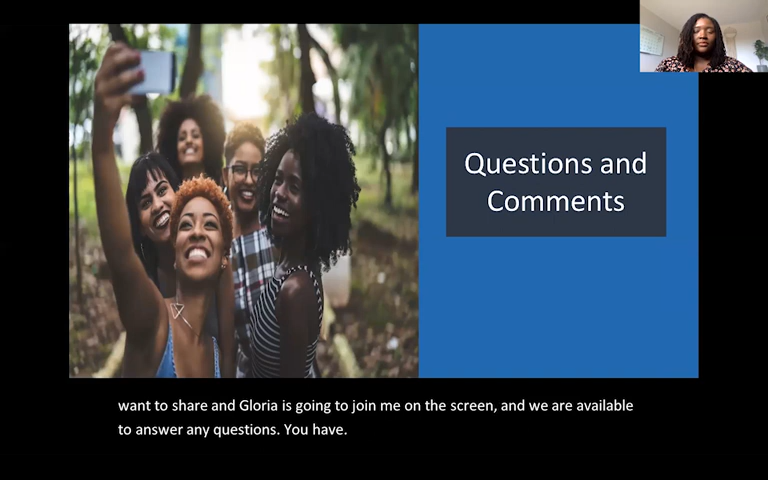 Questions and
Comments
want to share and Gloria is going to join me on the screen, and we are available
to answer any questions. You have.